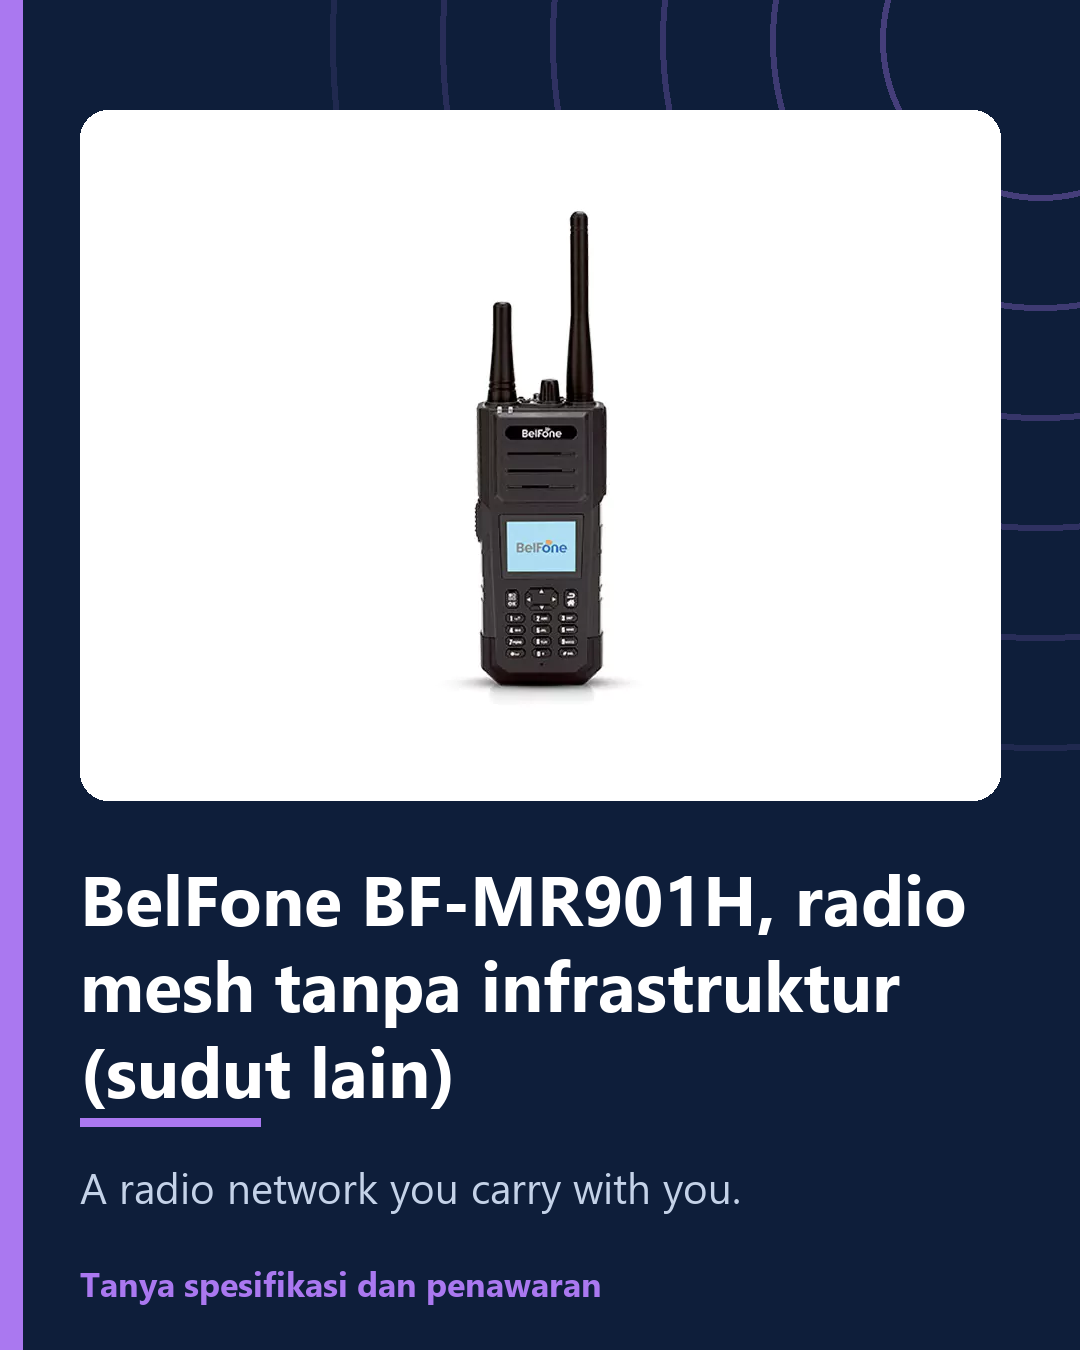 BelFone
BelFone
BelFone BF-MR901H, radio
mesh tanpa infrastruktur
(sudut lain)
A radio network you carry with you.
Tanya spesifikasi dan penawaran